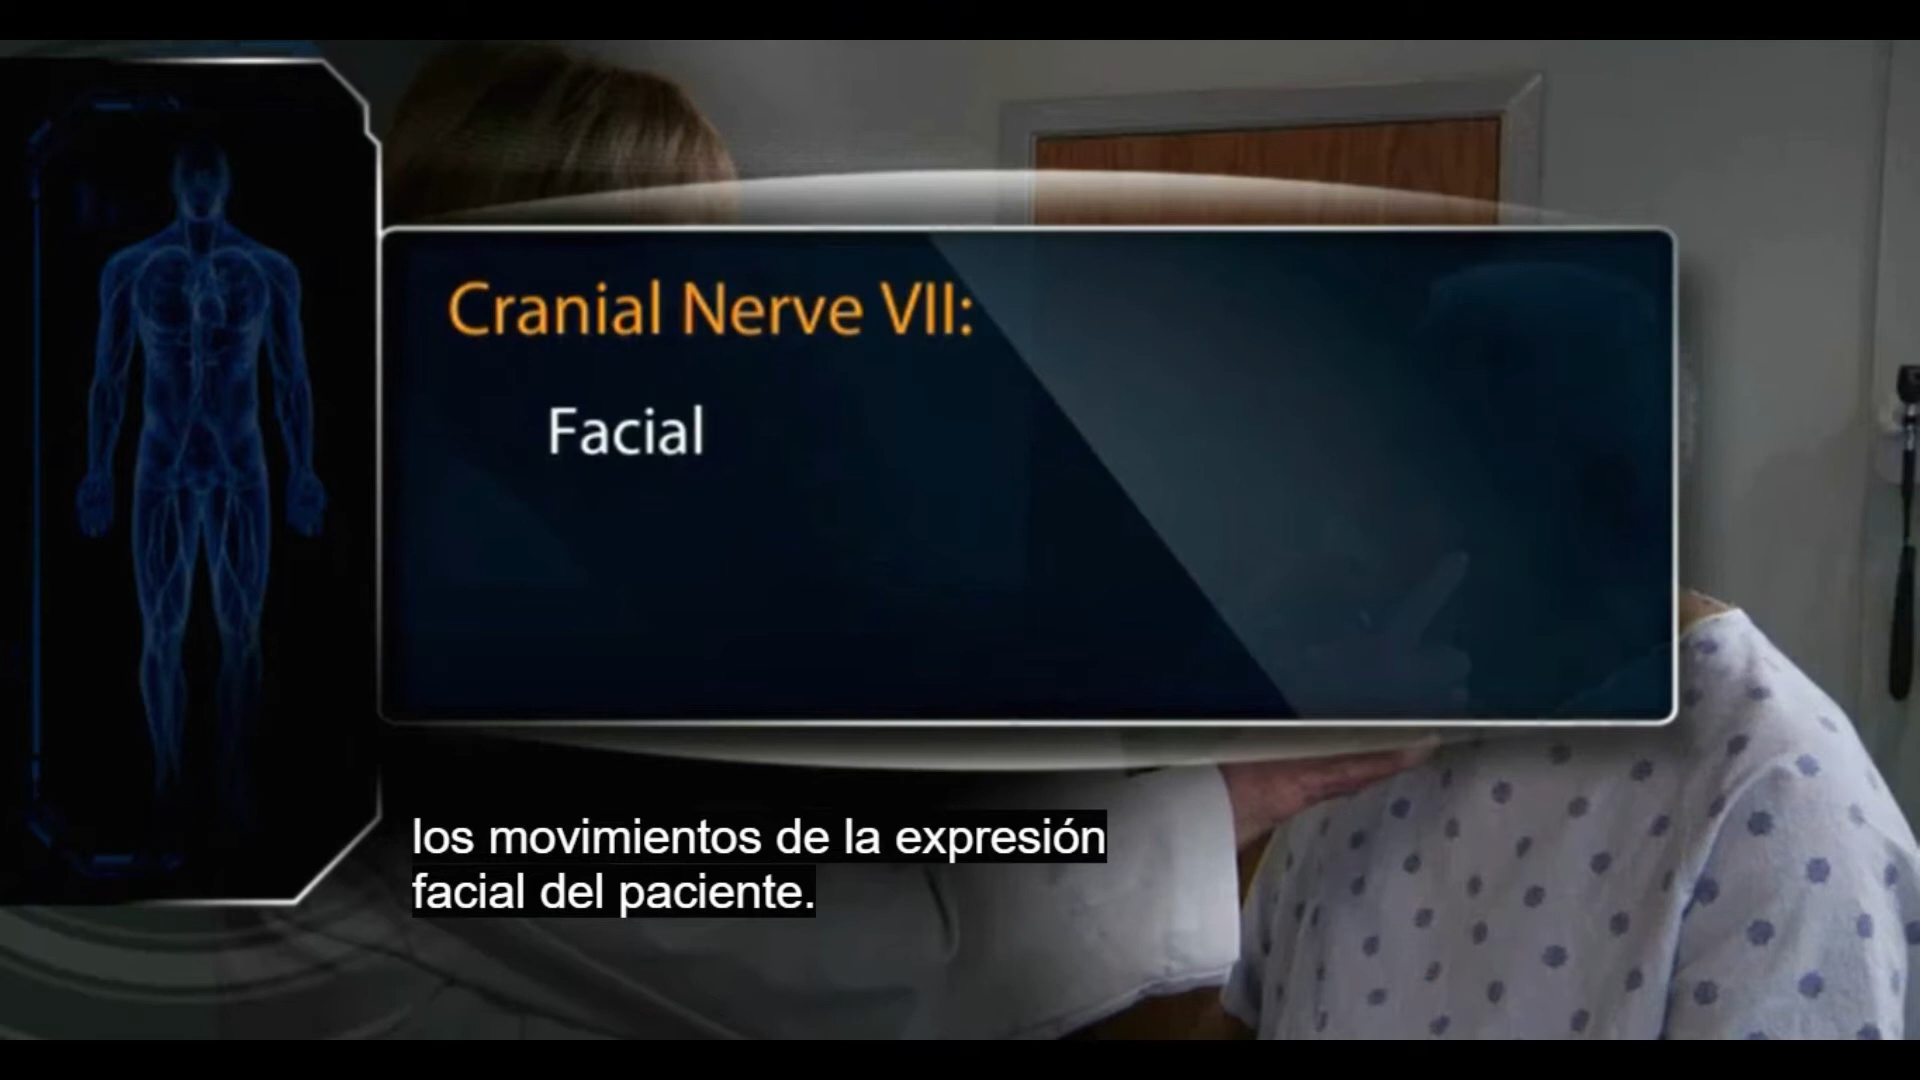 Cranial Nerve VII:
Facial
los movimientos de la expresión
facial del paciente.